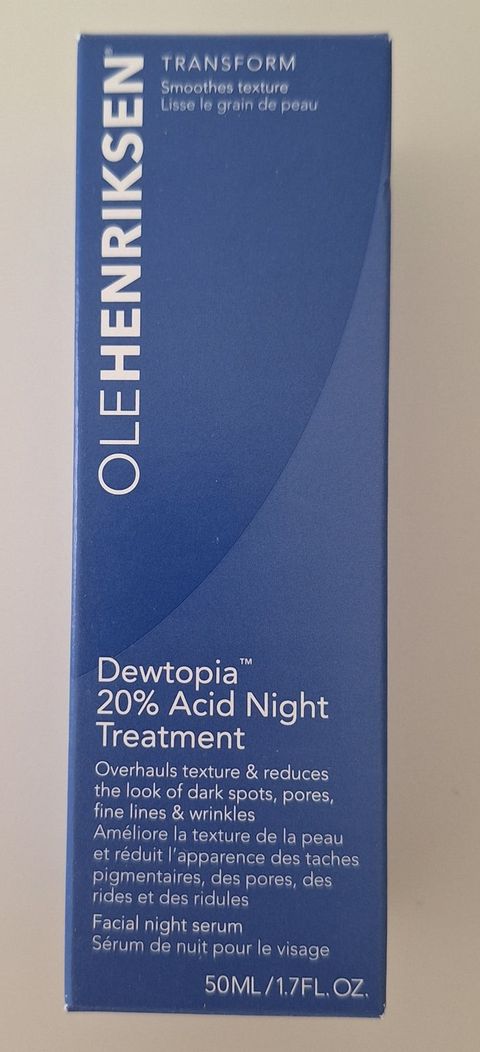 OLEHENRIKSEN®
TRANSFORM
Smoothes texture
Lisse le grain de peau
Dewtopia™
20% Acid Night
Treatment
Overhauls texture & reduces
the look of dark spots, pores,
fine lines & wrinkles
Améliore la texture de la peau
et réduit l'apparence des taches
pigmentaires, des pores, des
rides et des ridules
Facial night serum
Sérum de nuit pour le visage
50ML/1.7FL.OZ.